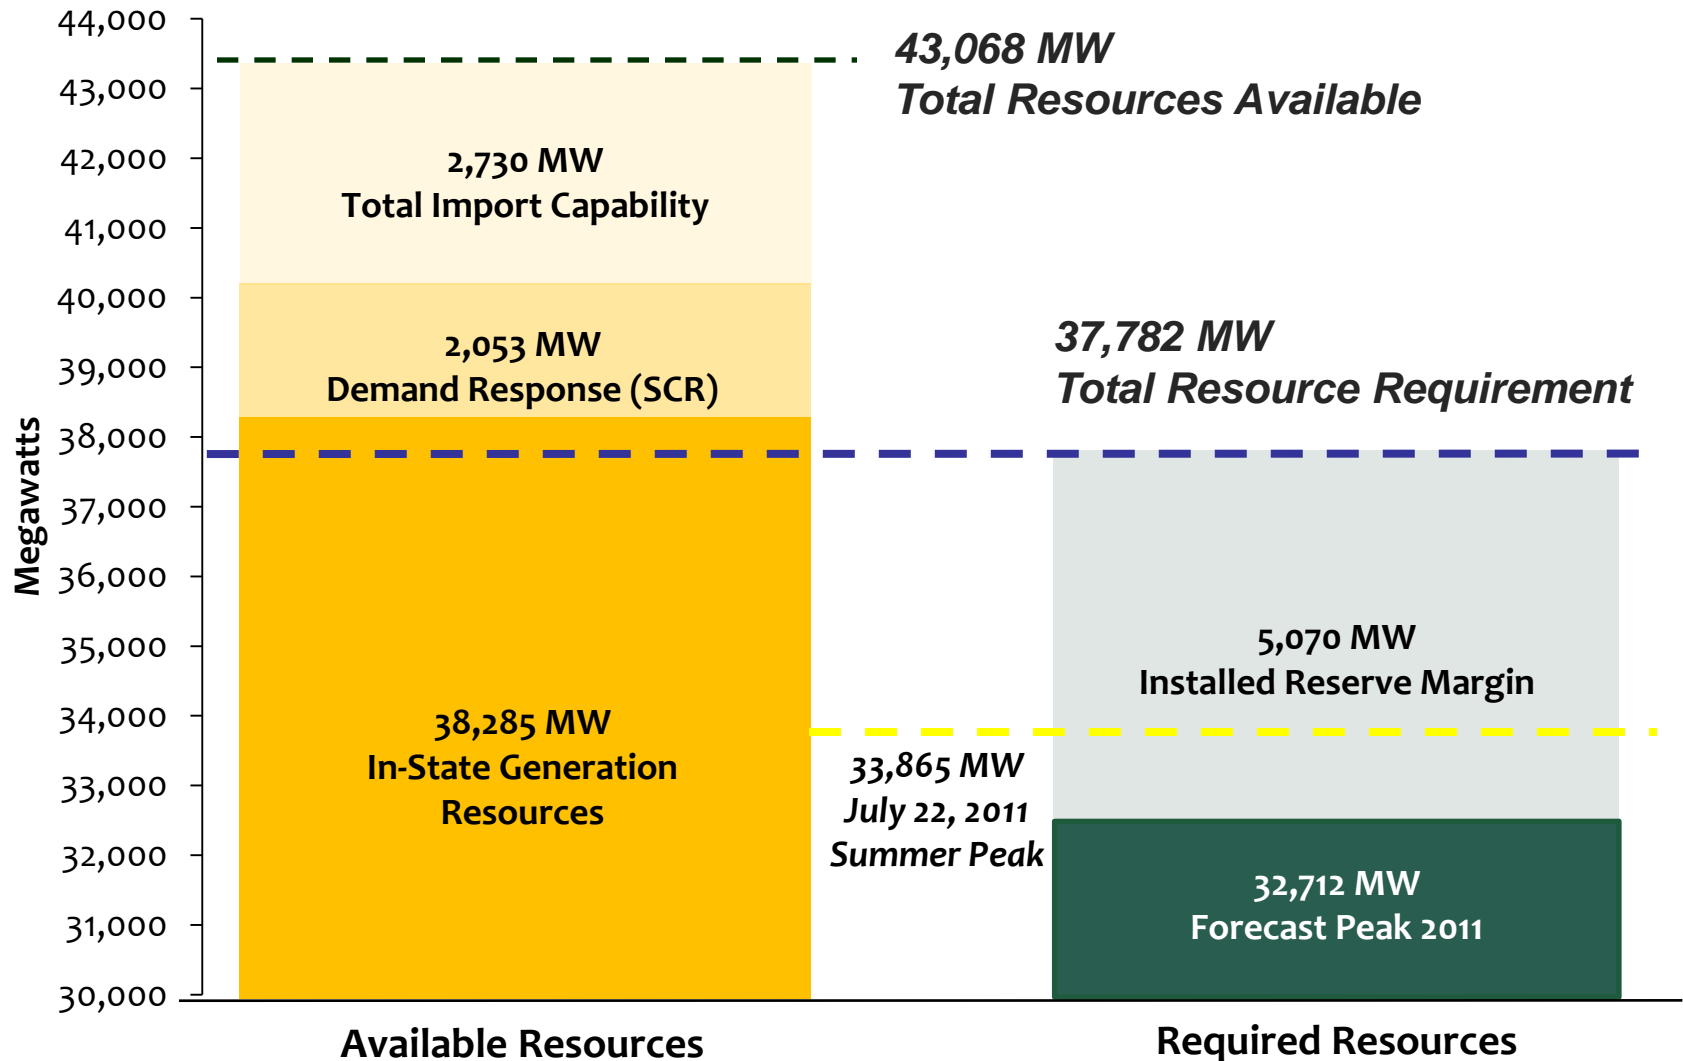 44,000
43,000
42,000
41,000
40,000
39,000
38,000
37,000
36,000
35,000
34,000
33,000
32,000
31,000
30,000
Megawatts
43,068 MW
Total Resources Available
2,730 MW
Total Import Capability
2,053 MW
Demand Response (SCR)
37,782 MW
Total Resource Requirement
38,285 MW
In-State Generation
Resources
5,070 MW
Installed Reserve Margin
33,865 MW
July 22, 2011
Summer Peak
32,712 MW
Forecast Peak 2011
Available Resources
Required Resources